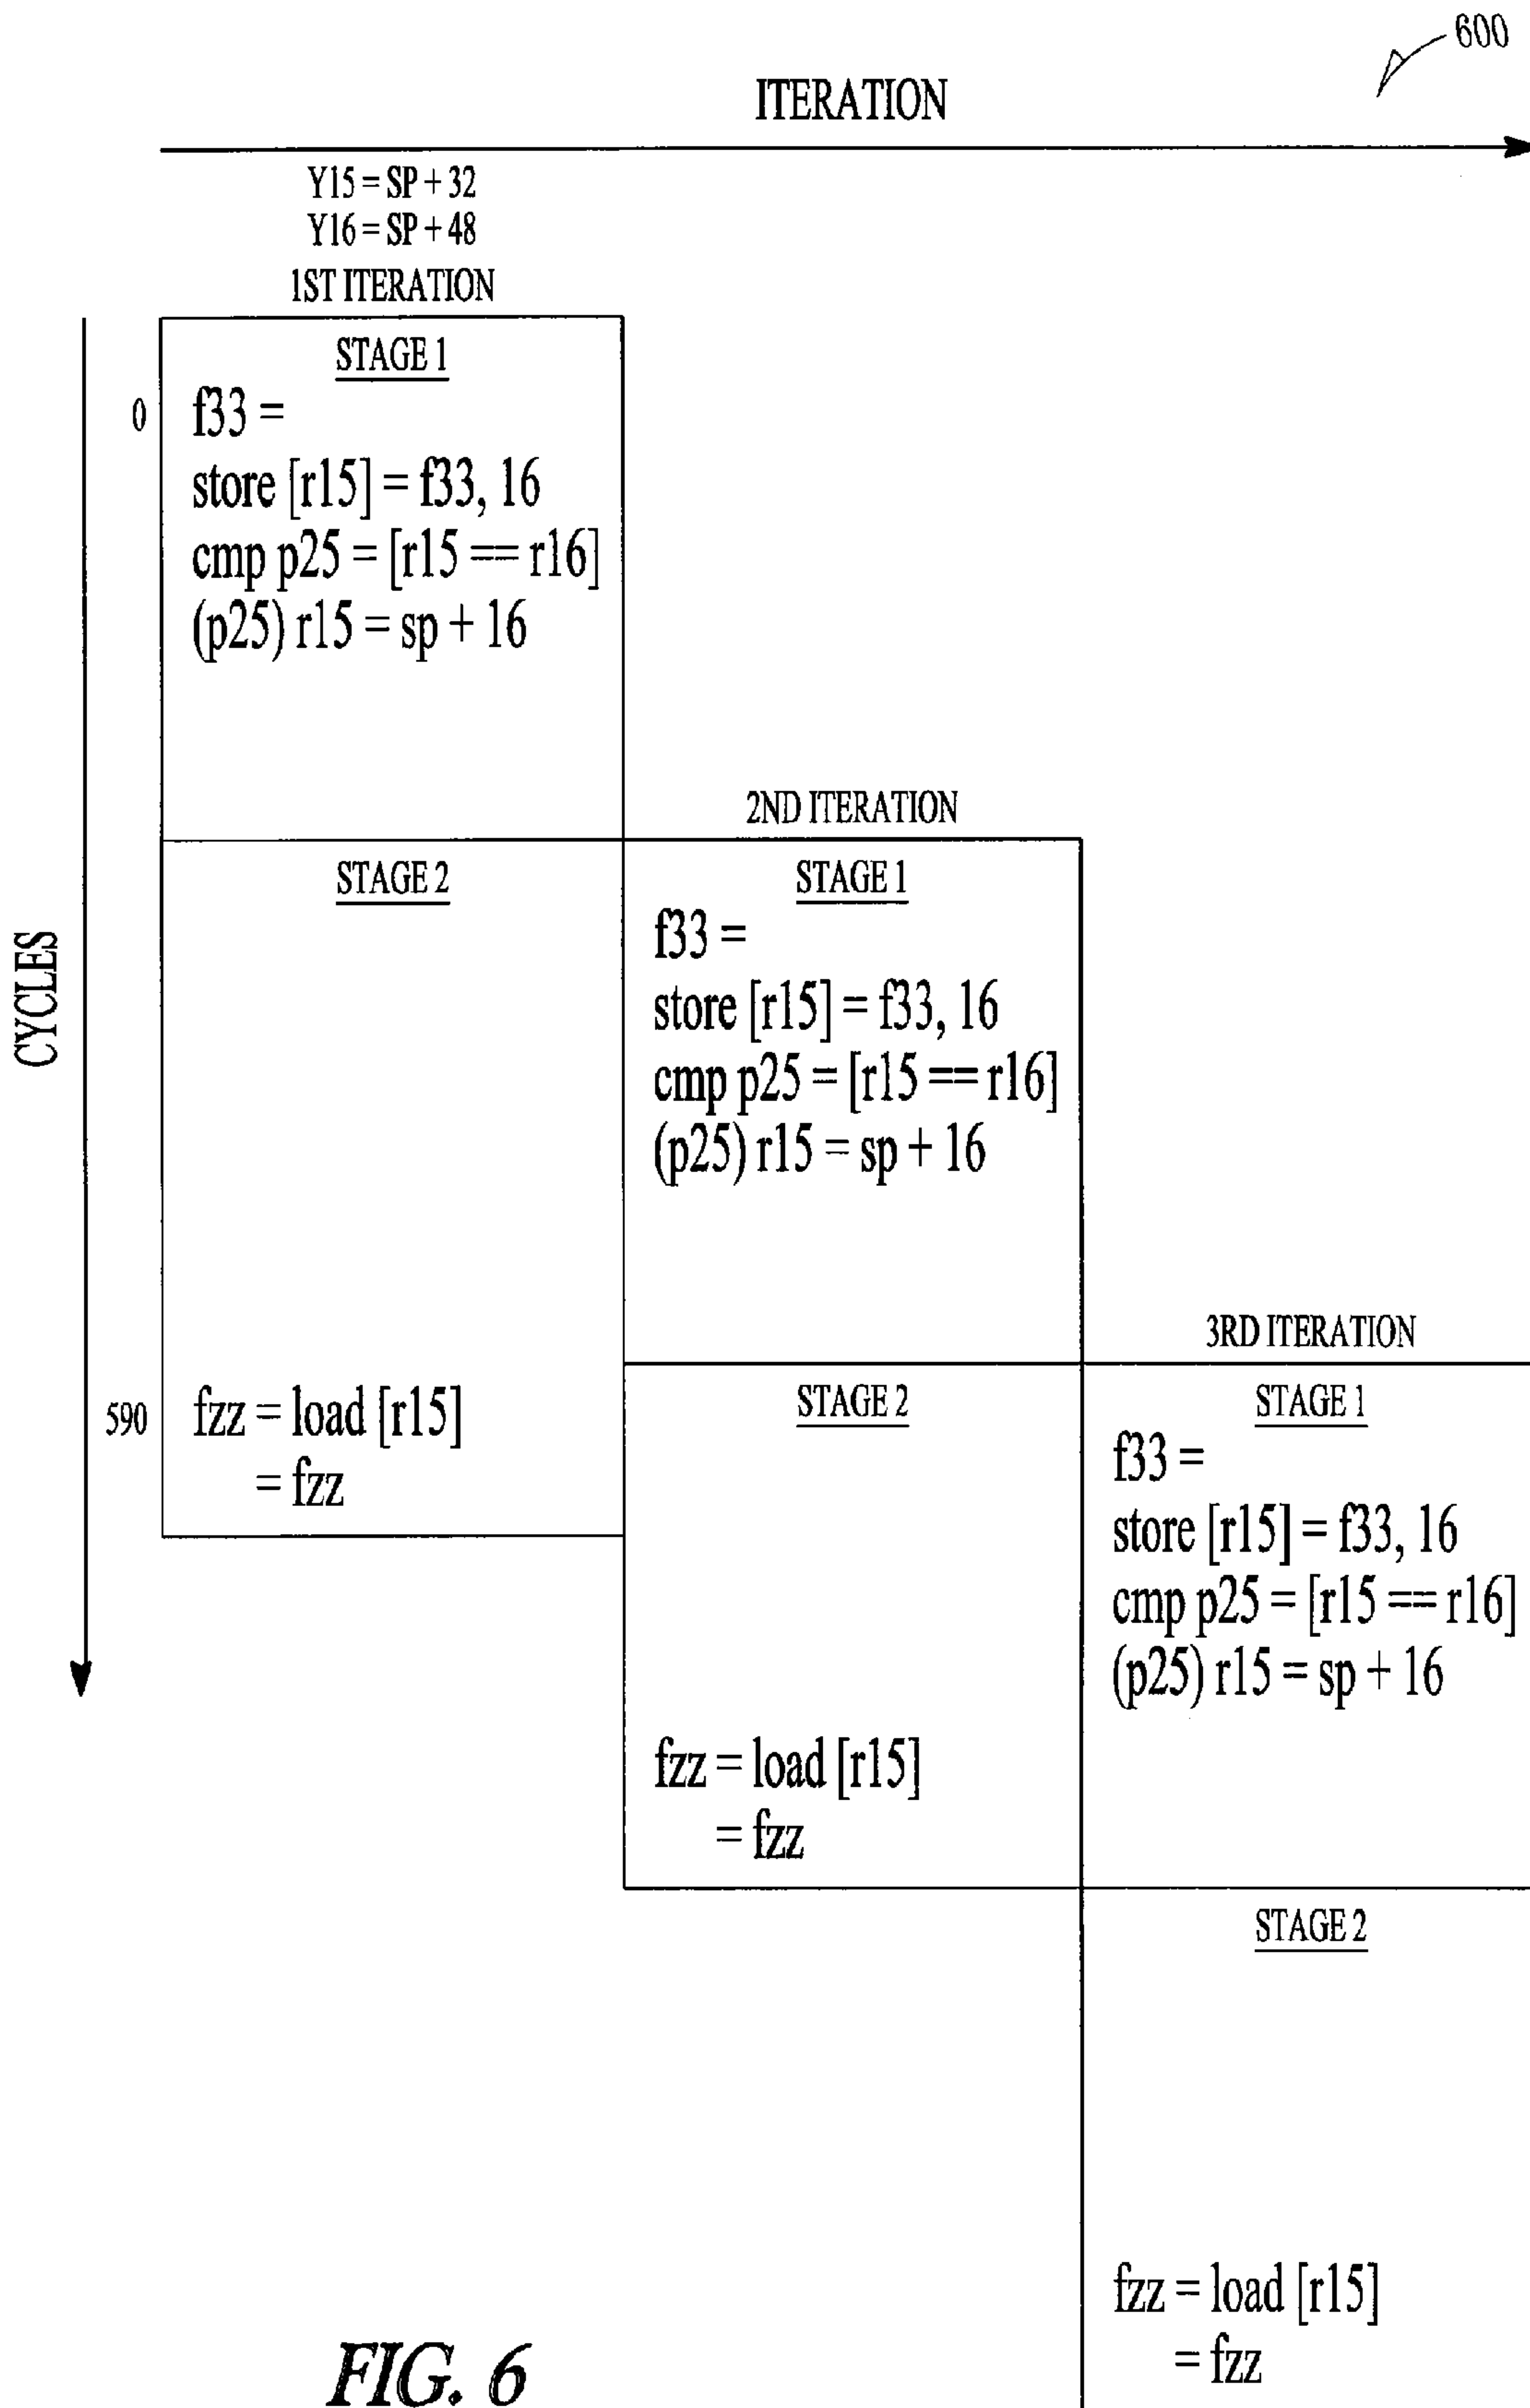 600
ITERATION
Y15 = SP + 32
Y16 = SP + 48
1ST ITERATION
STAGE 1
0
f33 =
store [r15] = f33, 16
cmp p25 = [r15 == r16]
(p25) r15 = sp + 16
2ND ITERATION
STAGE 2
STAGE 1
f33 =
store [r15] = f33, 16
cmp p25 = [r15 == r16]
(p25) r15 = sp + 16
CYCLES
3RD ITERATION
590
fzz = load [r15]
= fzz
STAGE 2
STAGE 1
f33 =
store [r15] = f33, 16
cmp p25 = [r15 == r16]
(p25) r15 = sp + 16
fzz = load [r15]
= fzz
STAGE 2
fzz = load [r15]
= fzz
FIG. 6